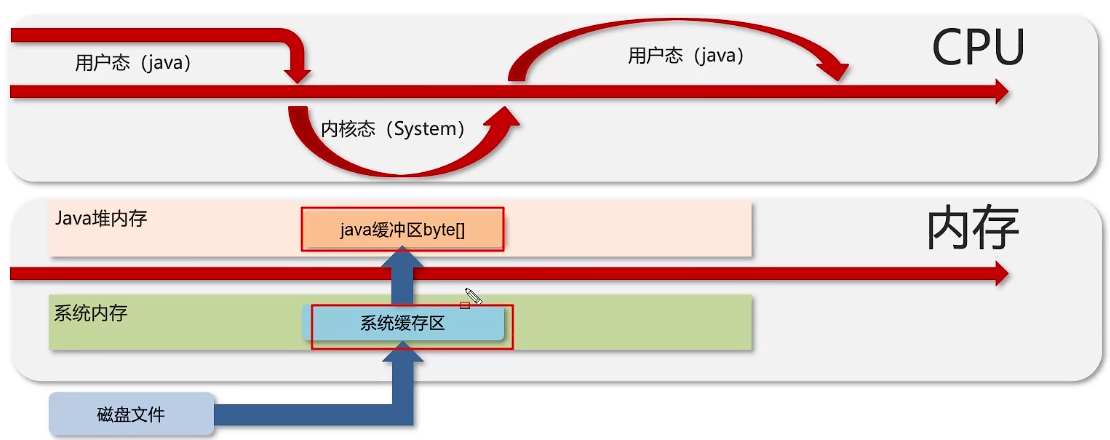 CPU
用户态（java）
用户态（java）
内核态（System）
Java堆内存
java缓冲区byte[]
内存
系统内存
系统缓存区
磁盘文件